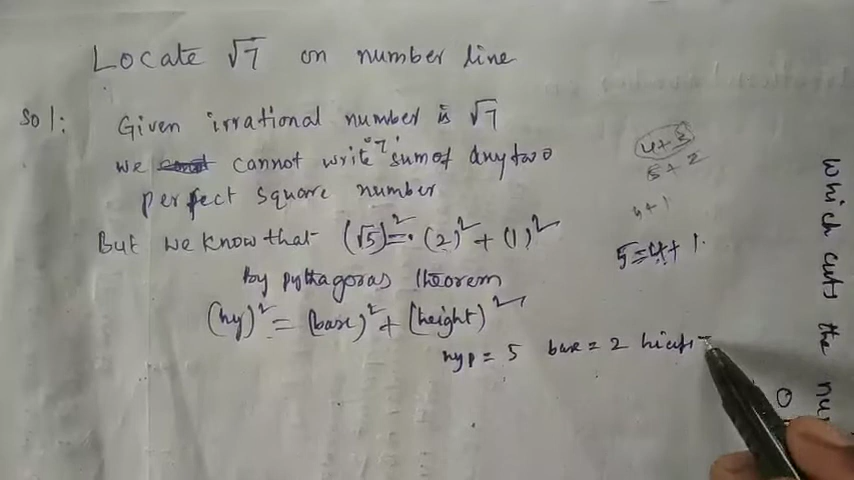 Locate √7 on number line
Sol: Given irrational number is √7
we cannot write '7' sum of any two
perfect square number
But we know that (√5)² = (2)² + (1)²
by pythagoras theorem
(hy)² = (base)² + (height)²
hyp = 5 base = 2
4+3
5+2
4+1
5=4+1.
which cuts the